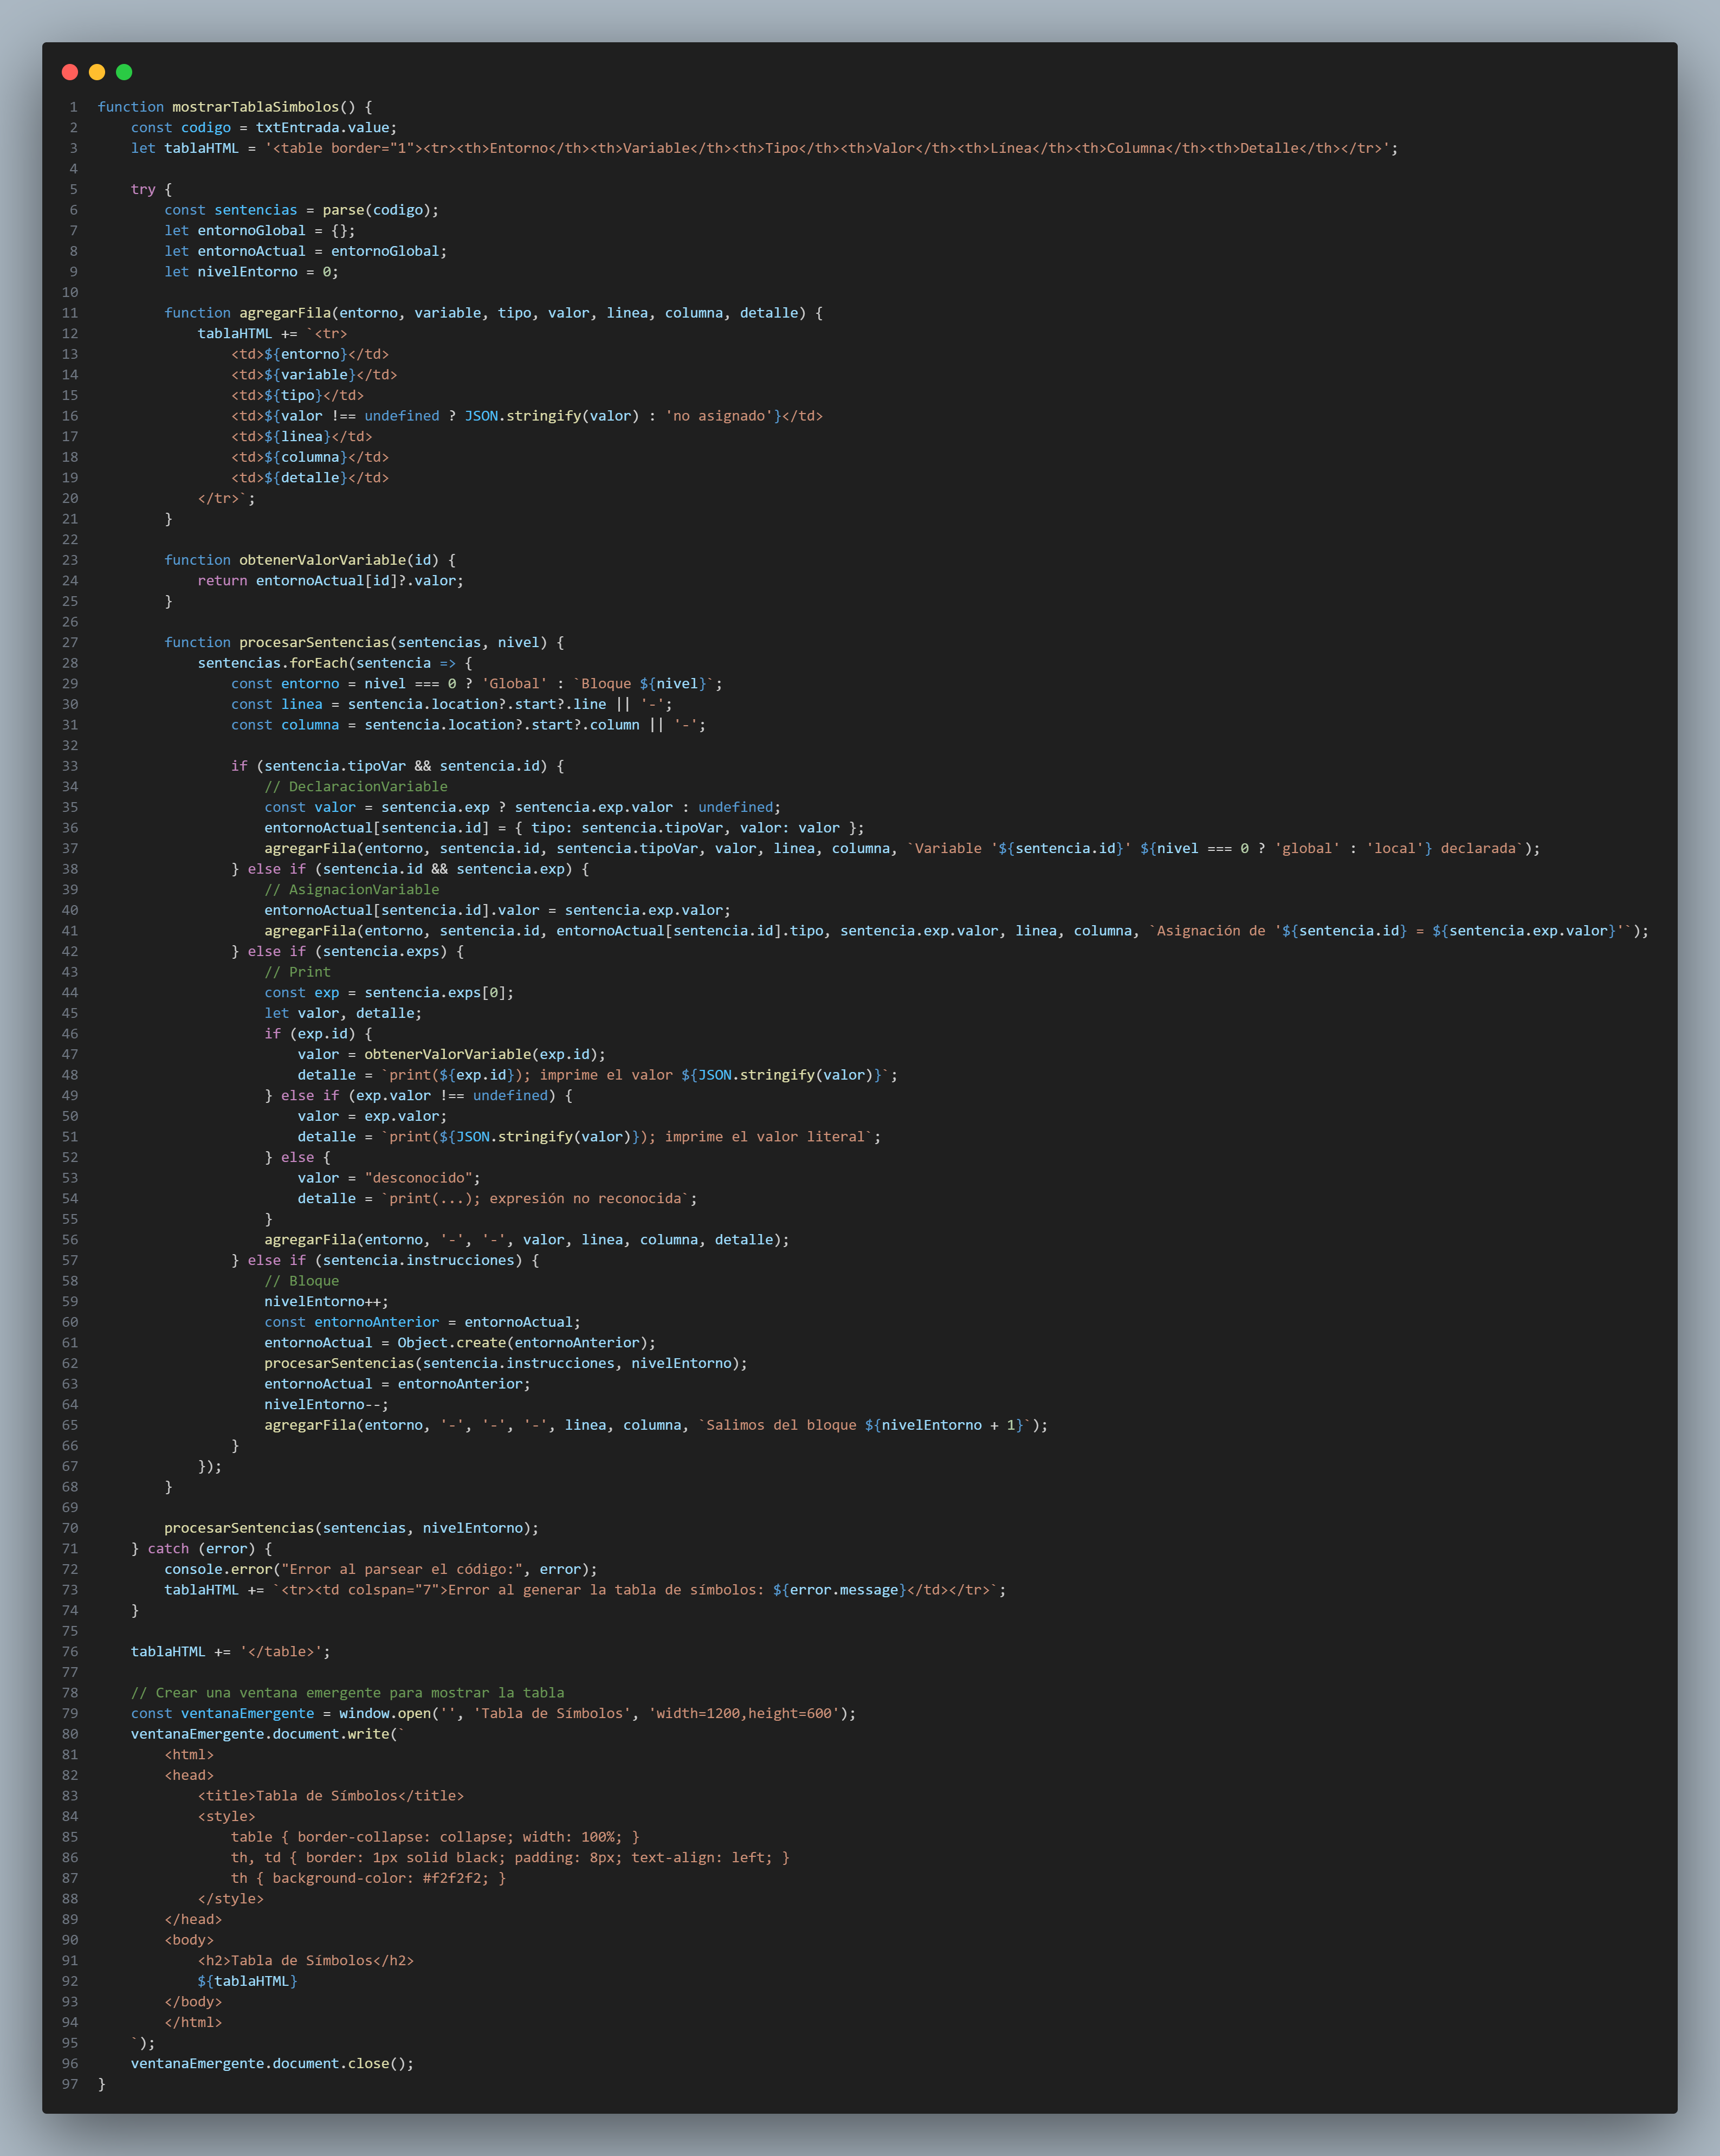 1 function mostrarTablaSimbolos() {
2     const codigo = txtEntrada.value;
3     let tablaHTML = '<table border="1"><tr><th>Entorno</th><th>Variable</th><th>Tipo</th><th>Valor</th><th>Línea</th><th>Columna</th><th>Detalle</th></tr>';
4
5     try {
6         const sentencias = parse(codigo);
7         let entornoGlobal = {};
8         let entornoActual = entornoGlobal;
9         let nivelEntorno = 0;
10
11         function agregarFila(entorno, variable, tipo, valor, linea, columna, detalle) {
12             tablaHTML += `<tr>
13                 <td>${entorno}</td>
14                 <td>${variable}</td>
15                 <td>${tipo}</td>
16                 <td>${valor !== undefined ? JSON.stringify(valor) : 'no asignado'}</td>
17                 <td>${linea}</td>
18                 <td>${columna}</td>
19                 <td>${detalle}</td>
20             </tr>`;
21         }
22
23         function obtenerValorVariable(id) {
24             return entornoActual[id]?.valor;
25         }
26
27         function procesarSentencias(sentencias, nivel) {
28             sentencias.forEach(sentencia => {
29                 const entorno = nivel === 0 ? 'Global' : `Bloque ${nivel}`;
30                 const linea = sentencia.location?.start?.line || '-';
31                 const columna = sentencia.location?.start?.column || '-';
32
33                 if (sentencia.tipoVar && sentencia.id) {
34                     // DeclaracionVariable
35                     const valor = sentencia.exp ? sentencia.exp.valor : undefined;
36                     entornoActual[sentencia.id] = { tipo: sentencia.tipoVar, valor: valor };
37                     agregarFila(entorno, sentencia.id, sentencia.tipoVar, valor, linea, columna, `Variable '${sentencia.id}' ${nivel === 0 ? 'global' : 'local'} declarada`);
38                 } else if (sentencia.id && sentencia.exp) {
39                     // AsignacionVariable
40                     entornoActual[sentencia.id].valor = sentencia.exp.valor;
41                     agregarFila(entorno, sentencia.id, entornoActual[sentencia.id].tipo, sentencia.exp.valor, linea, columna, `Asignación de '${sentencia.id} = ${sentencia.exp.valor}'`);
42                 } else if (sentencia.exps) {
43                     // Print
44                     const exp = sentencia.exps[0];
45                     let valor, detalle;
46                     if (exp.id) {
47                         valor = obtenerValorVariable(exp.id);
48                         detalle = `print(${exp.id}); imprime el valor ${JSON.stringify(valor)}`;
49                     } else if (exp.valor !== undefined) {
50                         valor = exp.valor;
51                         detalle = `print(${JSON.stringify(valor)}); imprime el valor literal`;
52                     } else {
53                         valor = "desconocido";
54                         detalle = `print(...); expresión no reconocida`;
55                     }
56                     agregarFila(entorno, '-', '-', valor, linea, columna, detalle);
57                 } else if (sentencia.instrucciones) {
58                     // Bloque
59                     nivelEntorno++;
60                     const entornoAnterior = entornoActual;
61                     entornoActual = Object.create(entornoAnterior);
62                     procesarSentencias(sentencia.instrucciones, nivelEntorno);
63                     entornoActual = entornoAnterior;
64                     nivelEntorno--;
65                     agregarFila(entorno, '-', '-', '-', linea, columna, `Salimos del bloque ${nivelEntorno + 1}`);
66                 }
67             });
68         }
69
70         procesarSentencias(sentencias, nivelEntorno);
71     } catch (error) {
72         console.error("Error al parsear el código:", error);
73         tablaHTML += `<tr><td colspan="7">Error al generar la tabla de símbolos: ${error.message}</td></tr>`;
74     }
75
76     tablaHTML += '</table>';
77
78     // Crear una ventana emergente para mostrar la tabla
79     const ventanaEmergente = window.open('', 'Tabla de Símbolos', 'width=1200,height=600');
80     ventanaEmergente.document.write(`
81         <html>
82         <head>
83             <title>Tabla de Símbolos</title>
84             <style>
85                 table { border-collapse: collapse; width: 100%; }
86                 th, td { border: 1px solid black; padding: 8px; text-align: left; }
87                 th { background-color: #f2f2f2; }
88             </style>
89         </head>
90         <body>
91             <h2>Tabla de Símbolos</h2>
92             ${tablaHTML}
93         </body>
94         </html>
95     `);
96     ventanaEmergente.document.close();
97 }